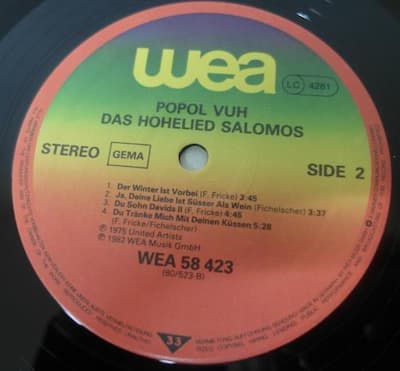 wea
LC 4281
POPOL VUH
DAS HOHELIED SALOMOS
STEREO
GEMA
SIDE 2
1. Der Winter Ist Vorbei (F. Fricke) 3:45
2. Ja, Deine Liebe Ist Süsser Als Wein (Fichelscher) 3:37
3. Du Sohn Davids II (F. Fricke) 4:45
4. Du Tränke Mich Mit Deinen Küssen 5:28
(F. Fricke/Fichelscher)
℗ 1975 United Artists
© 1982 WEA Musik GmbH
WEA 58 423
(80/523-B)
33